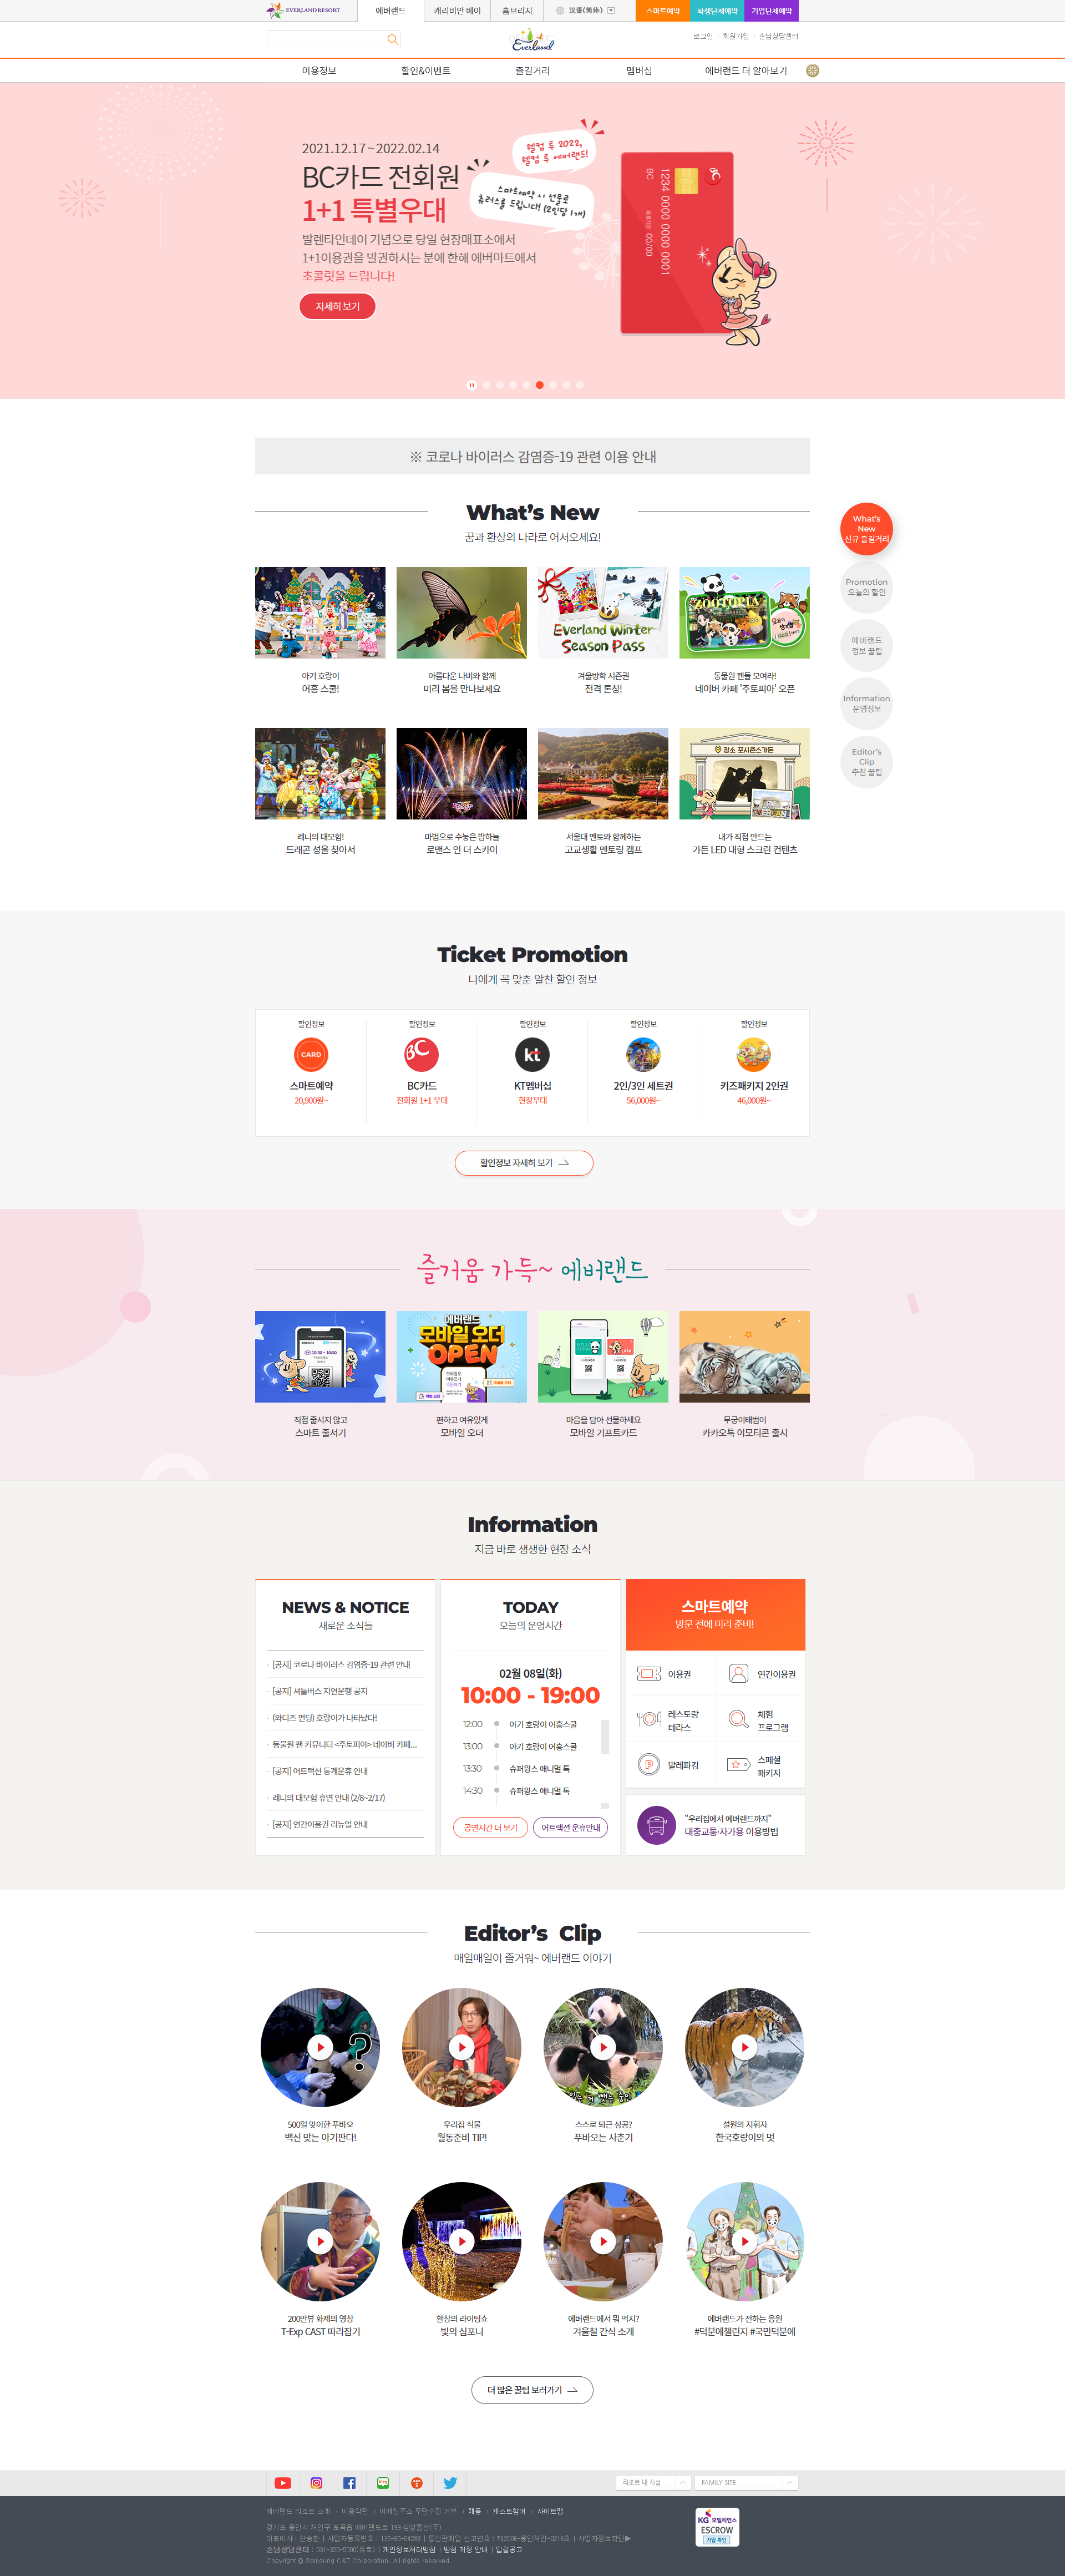 EVERLAND RESORT
에버랜드
캐리비안 베이
홈브리지
汉语(简体)
스마트예약
학생단체예약
기업단체예약
Everland
로그인
회원가입
손님상담센터
이용정보
할인&이벤트
즐길거리
멤버십
에버랜드 더 알아보기
2021.12.17 ~ 2022.02.14
BC카드 전회원
1+1 특별우대
발렌타인데이 기념으로 당일 현장매표소에서
1+1이용권을 발권하시는 분에 한해 에버마트에서
초콜릿을 드립니다!
자세히 보기
웰컴 투 2022,
웰컴 투 에버랜드!
스마트예약 시 선물로
츄러스를 드립니다! (2인당 1개)
BC
1234 0000 0000 0001
00/00
※ 코로나 바이러스 감염증-19 관련 이용 안내
What's New
꿈과 환상의 나라로 어서오세요!
What's
New
신규 즐길거리
Promotion
오늘의 할인
에버랜드
정보 꿀팁
Information
운영정보
Editor's
Clip
추천 꿀팁
Everland Winter
Season Pass
ZOOTOPIA
아기 호랑이
어흥 스쿨!
아름다운 나비와 함께
미리 봄을 만나보세요
겨울방학 시즌권
전격 론칭!
동물원 팬들 모여라!
네이버 카페 '주토피아' 오픈
장소 포시즌스가든
레니의 대모험!
드래곤 성을 찾아서
마법으로 수놓은 밤하늘
로맨스 인 더 스카이
서울대 멘토와 함께하는
고교생활 멘토링 캠프
내가 직접 만드는
가든 LED 대형 스크린 컨텐츠
Ticket Promotion
나에게 꼭 맞춘 알찬 할인 정보
할인정보
CARD
스마트예약
20,900원~
할인정보
BC
BC카드
전회원 1+1 우대
할인정보
kt
KT멤버십
현장우대
할인정보
2인/3인 세트권
56,000원~
할인정보
키즈패키지 2인권
46,000원~
할인정보 자세히 보기
즐거움 가득~ 에버랜드
10:30 ~ 10:30
에버랜드
모바일 오더
OPEN
직접 줄서지 않고
스마트 줄서기
편하고 여유있게
모바일 오더
마음을 담아 선물하세요
모바일 기프트카드
무궁이태범이
카카오톡 이모티콘 출시
Information
지금 바로 생생한 현장 소식
NEWS & NOTICE
새로운 소식들
· [공지] 코로나 바이러스 감염증-19 관련 안내
· [공지] 셔틀버스 지연운행 공지
· (와디즈 펀딩) 호랑이가 나타났다!
· 동물원 팬 커뮤니티 <주토피아> 네이버 카페...
· [공지] 어트랙션 동계운휴 안내
· 레니의 대모험 휴연 안내 (2/8~2/17)
· [공지] 연간이용권 리뉴얼 안내
TODAY
오늘의 운영시간
02월 08일(화)
10:00 - 19:00
12:00 아기 호랑이 어흥스쿨
13:00 아기 호랑이 어흥스쿨
13:30 슈퍼윙스 애니멀 톡
14:30 슈퍼윙스 애니멀 톡
공연시간 더 보기
어트랙션 운휴안내
스마트예약
방문 전에 미리 준비!
이용권
연간이용권
레스토랑
테라스
체험
프로그램
발레파킹
스페셜
패키지
"우리집에서 에버랜드까지"
대중교통·자가용 이용방법
Editor's Clip
매일매일이 즐거워~ 에버랜드 이야기
?
500일 맞이한 푸바오
백신 맞는 아기판다!
우리집 식물
월동준비 TIP!
스스로 퇴근 성공?
푸바오는 사춘기
설원의 지휘자
한국호랑이의 멋
200만뷰 화제의 영상
T-Exp CAST 따라잡기
환상의 라이팅쇼
빛의 심포니
에버랜드에서 뭐 먹지?
겨울철 간식 소개
에버랜드가 전하는 응원
#덕분에챌린지 #국민덕분에
더 많은 꿀팁 보러가기
리조트 내 시설
FAMILY SITE
에버랜드 리조트 소개
이용약관
이메일주소 무단수집 거부
채용
캐스트참여
사이트맵
경기도 용인시 처인구 포곡읍 에버랜드로 199 삼성물산(주)
대표이사 : 한승환 | 사업자등록번호 : 135-85-04288 | 통신판매업 신고번호 : 제2006-용인처인-0216호 | 사업자정보확인▶
손님상담센터 : 031-320-5000(유료) | 개인정보처리방침 | 방침 개정 안내 | 입찰공고
Copyright © Samsung C&T Corporation. All rights reserved.
KG 모빌리언스
ESCROW
가입 확인